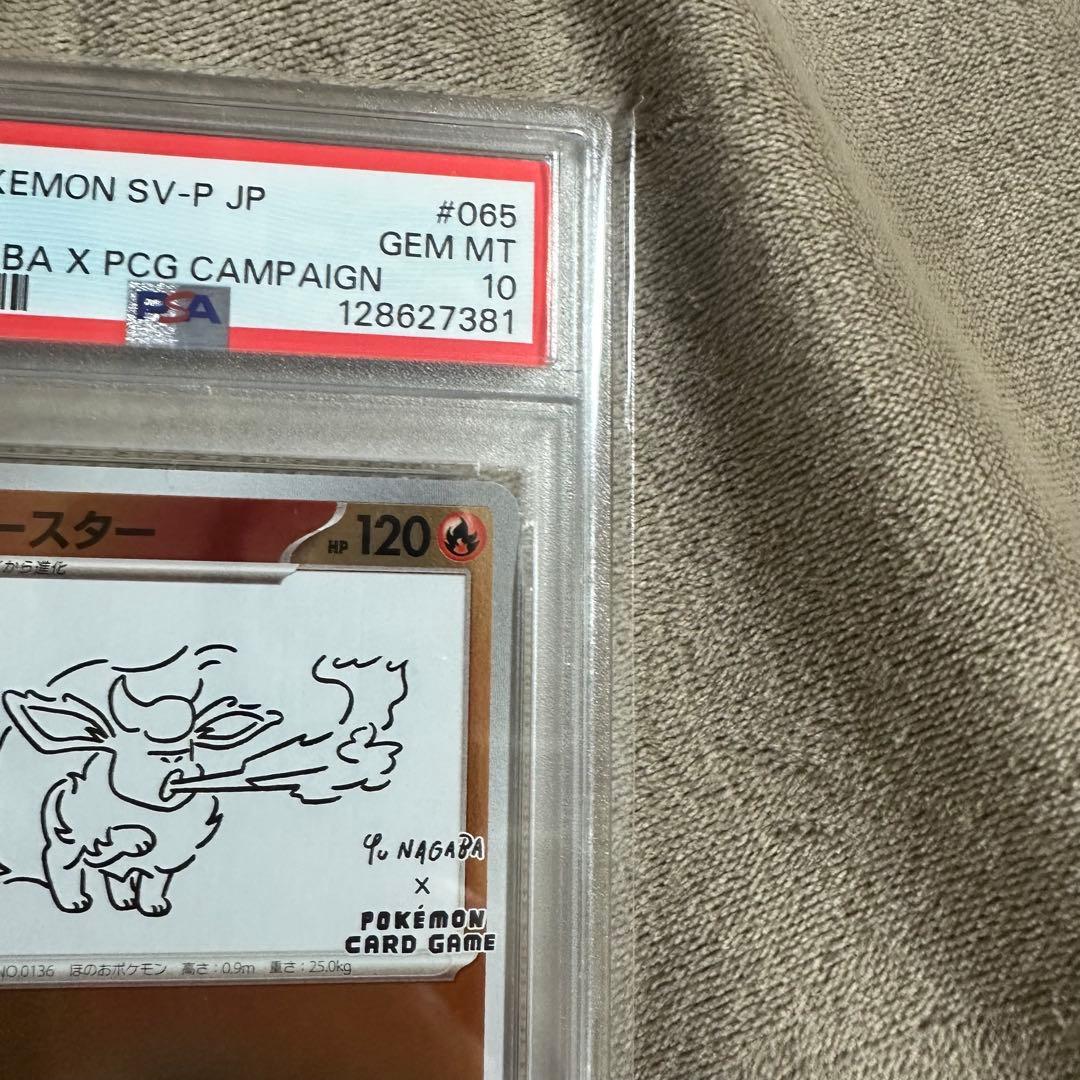 KEMON SV-P JP
#065
GEM MT
BA X PCG CAMPAIGN
10
PSA
128627381
ースター
HP 120
から進化
Yu NAGABA
X
POKÉMON
CARD GAME
NO.0136 ほのおポケモン 高さ:0.9m 重さ:25.0kg